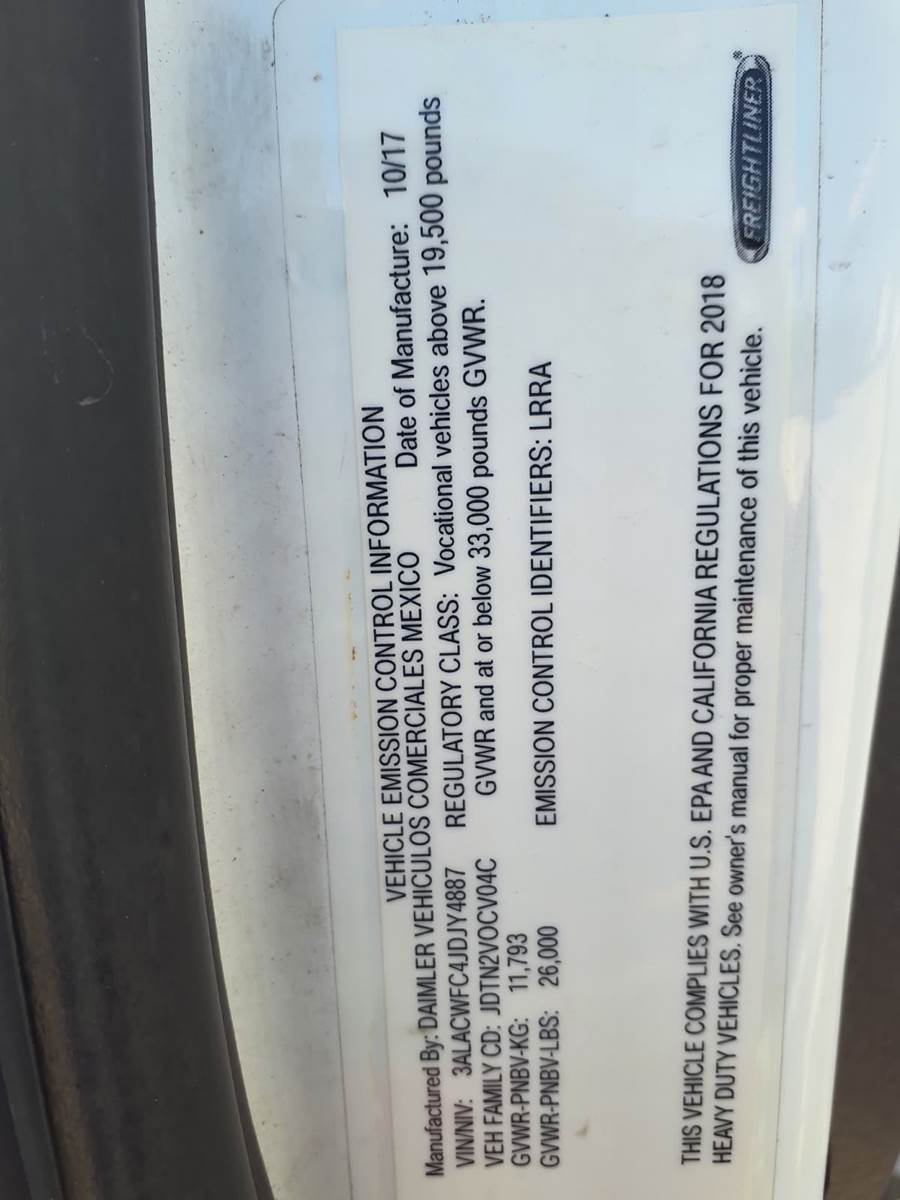 VEHICLE EMISSION CONTROL INFORMATION
Manufactured By: DAIMLER VEHICULOS COMERCIALES MEXICO Date of Manufacture: 10/17
VIN/NIV: 3ALACWFC4JDJY4887 REGULATORY CLASS: Vocational vehicles above 19,500 pounds
VEH FAMILY CD: JDTIN2VOCV04C GVWR and at or below 33,000 pounds GVWR.
GVWR-PNBV-KG: 11,793
GVWR-PNBV-LBS: 26,000 EMISSION CONTROL IDENTIFIERS: LRRA
THIS VEHICLE COMPLIES WITH U.S. EPA AND CALIFORNIA REGULATIONS FOR 2018
HEAVY DUTY VEHICLES. See owner's manual for proper maintenance of this vehicle.
FREIGHTLINER